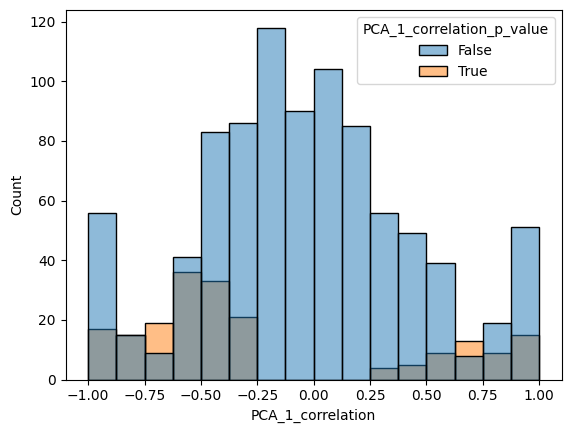 PCA_1_correlation_p_value
False
True
120
100
80
60
40
20
0
Count
−1.00 −0.75 −0.50 −0.25 0.00 0.25 0.50 0.75 1.00
PCA_1_correlation